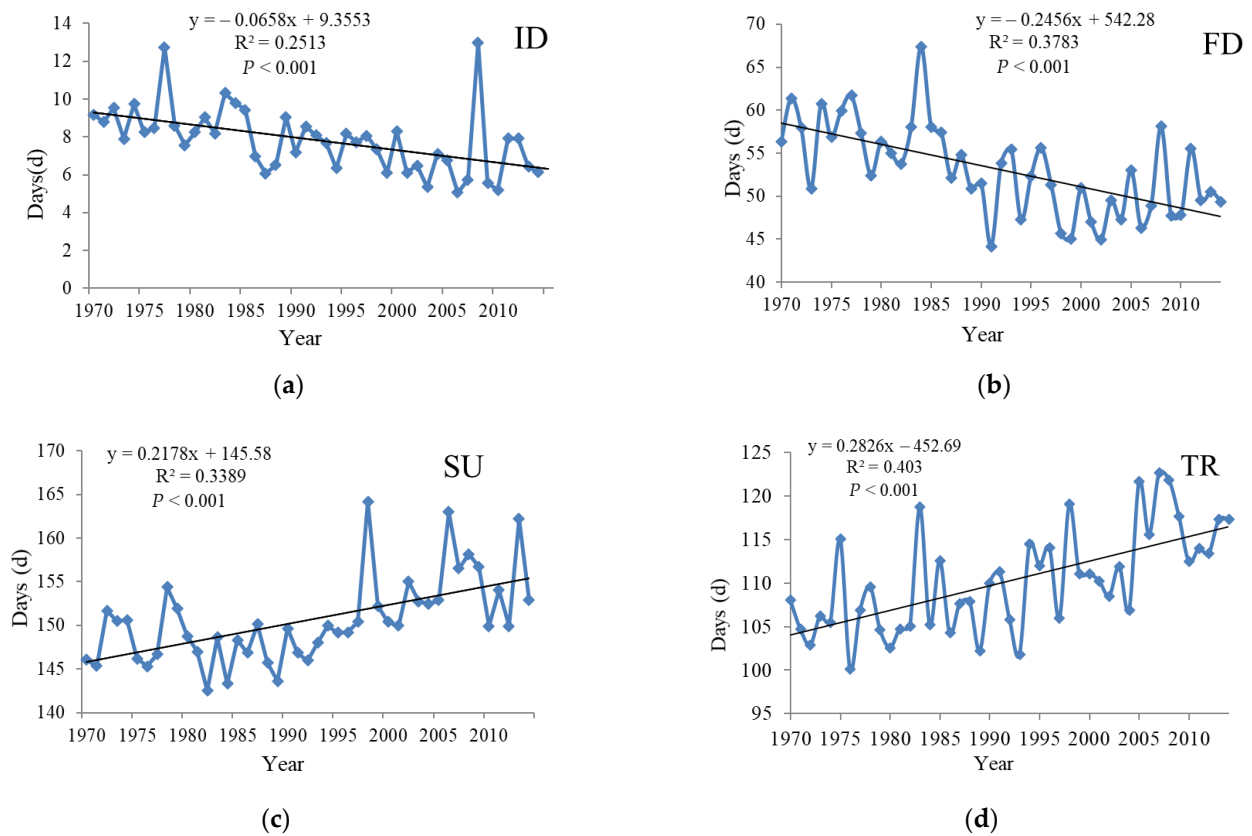 y = – 0.0658x + 9.3553
R² = 0.2513
P < 0.001
ID
Days(d)
14
12
10
8
6
4
2
0
1970 1975 1980 1985 1990 1995 2000 2005 2010
Year
(a)
y = – 0.2456x + 542.28
R² = 0.3783
P < 0.001
FD
Days (d)
70
65
60
55
50
45
40
1970 1975 1980 1985 1990 1995 2000 2005 2010
Year
(b)
y = 0.2178x + 145.58
R² = 0.3389
P < 0.001
SU
Days (d)
170
165
160
155
150
145
140
1970 1975 1980 1985 1990 1995 2000 2005 2010
Year
(c)
y = 0.2826x – 452.69
R² = 0.403
P < 0.001
TR
Days (d)
125
120
115
110
105
100
95
1970 1975 1980 1985 1990 1995 2000 2005 2010
Year
(d)